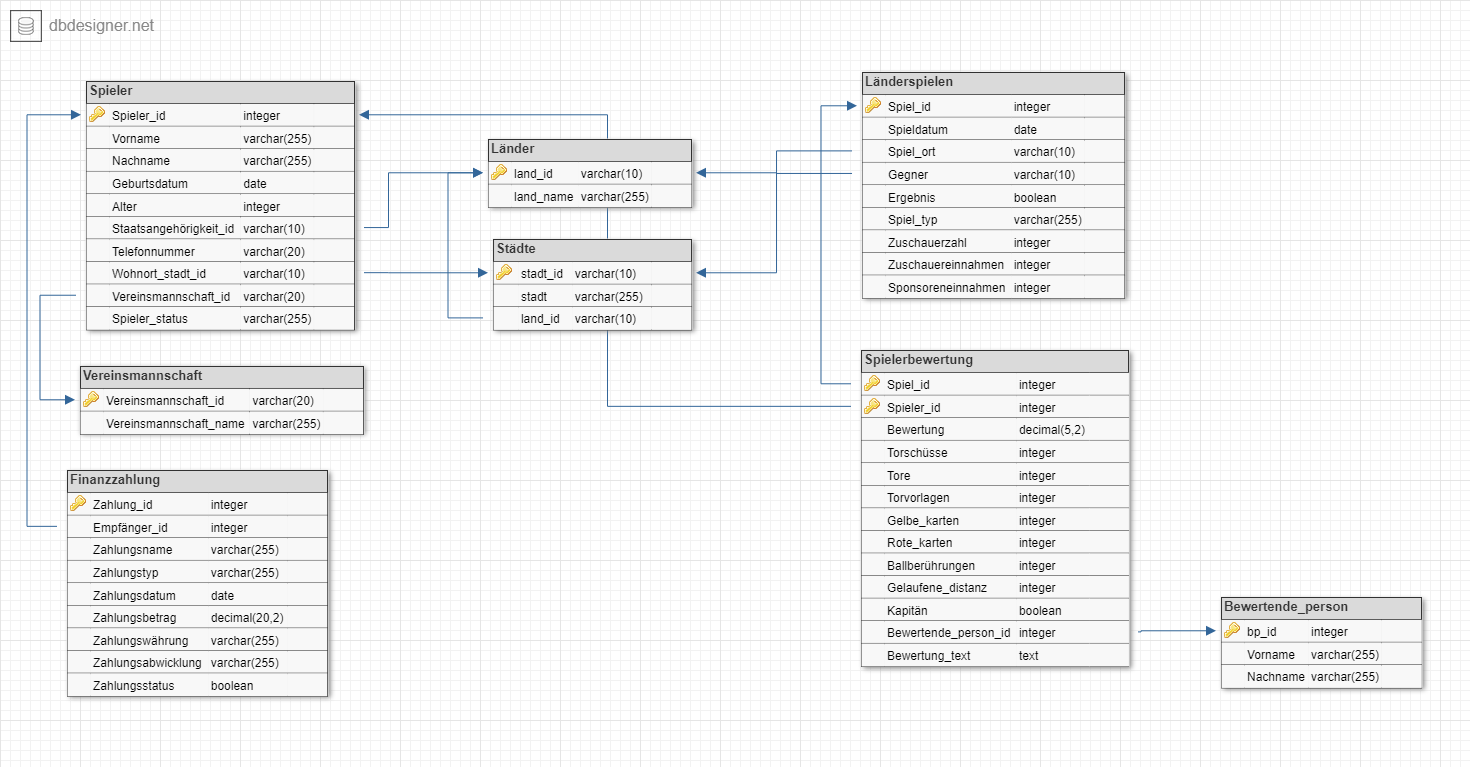 dbdesigner.net
Spieler
Spieler_id integer
Vorname varchar(255)
Nachname varchar(255)
Geburtsdatum date
Alter integer
Staatsangehörigkeit_id varchar(10)
Telefonnummer varchar(20)
Wohnort_stadt_id varchar(10)
Vereinsmannschaft_id varchar(20)
Spieler_status varchar(255)
Vereinsmannschaft
Vereinsmannschaft_id varchar(20)
Vereinsmannschaft_name varchar(255)
Finanzzahlung
Zahlung_id integer
Empfänger_id integer
Zahlungsname varchar(255)
Zahlungstyp varchar(255)
Zahlungsdatum date
Zahlungsbetrag decimal(20,2)
Zahlungswährung varchar(255)
Zahlungsabwicklung varchar(255)
Zahlungsstatus boolean
Länder
land_id varchar(10)
land_name varchar(255)
Städte
stadt_id varchar(10)
stadt varchar(255)
land_id varchar(10)
Länderspielen
Spiel_id integer
Spieldatum date
Spiel_ort varchar(10)
Gegner varchar(10)
Ergebnis boolean
Spiel_typ varchar(255)
Zuschauerzahl integer
Zuschauereinnahmen integer
Sponsoreneinnahmen integer
Spielerbewertung
Spiel_id integer
Spieler_id integer
Bewertung decimal(5,2)
Torschüsse integer
Tore integer
Torvorlagen integer
Gelbe_karten integer
Rote_karten integer
Ballberührungen integer
Gelaufene_distanz integer
Kapitän boolean
Bewertende_person_id integer
Bewertung_text text
Bewertende_person
bp_id integer
Vorname varchar(255)
Nachname varchar(255)